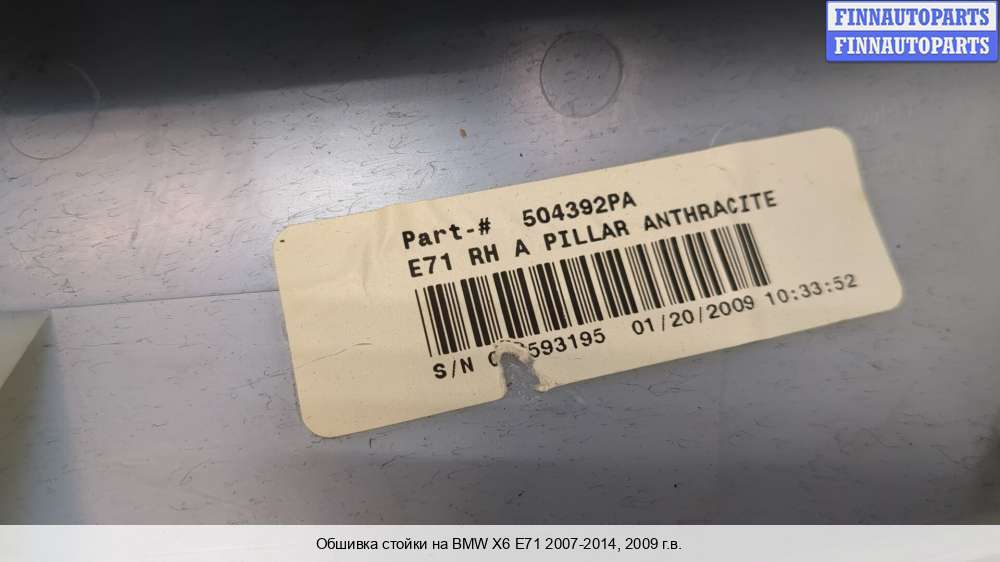 FINNAUTOPARTS
FINNAUTOPARTS
Part-# 504392PA
E71 RH A PILLAR ANTHRACITE
S/N 01/20/2009 10:33:52
Обшивка стойки на BMW X6 E71 2007-2014, 2009 г.в.